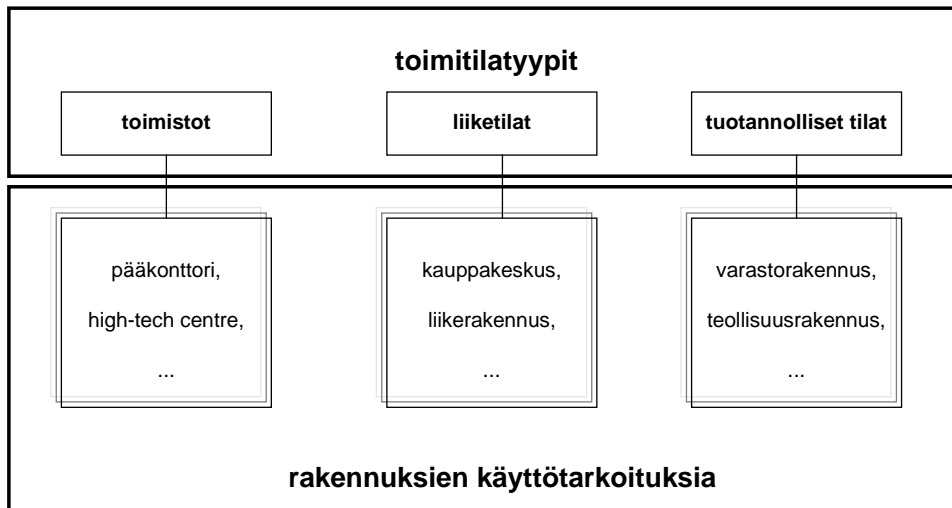 toimitilatyypit
toimistot
liiketilat
tuotannolliset tilat
pääkonttori,
high-tech centre,
...
kauppakeskus,
liikerakennus,
...
varastorakennus,
teollisuusrakennus,
...
rakennuksien käyttötarkoituksia